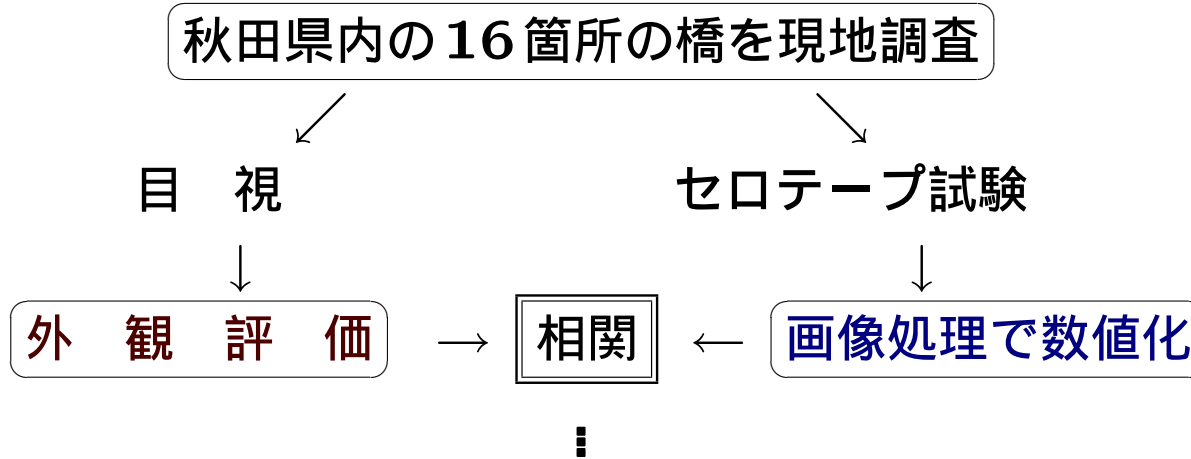 秋田県内の16箇所の橋を現地調査
目　視　セロテープ試験
外　観　評　価　相関　画像処理で数値化